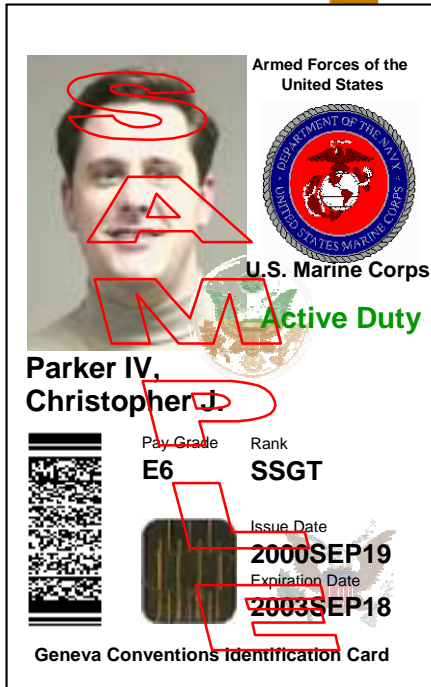 Armed Forces of the
United States
DEPARTMENT OF THE NAVY
UNITED STATES MARINE CORPS
U.S. Marine Corps
Active Duty
Parker IV,
Christopher J.
Pay Grade
Rank
E6
SSGT
Issue Date
2000SEP19
Expiration Date
2003SEP18
Geneva Conventions Identification Card
SAMPLE